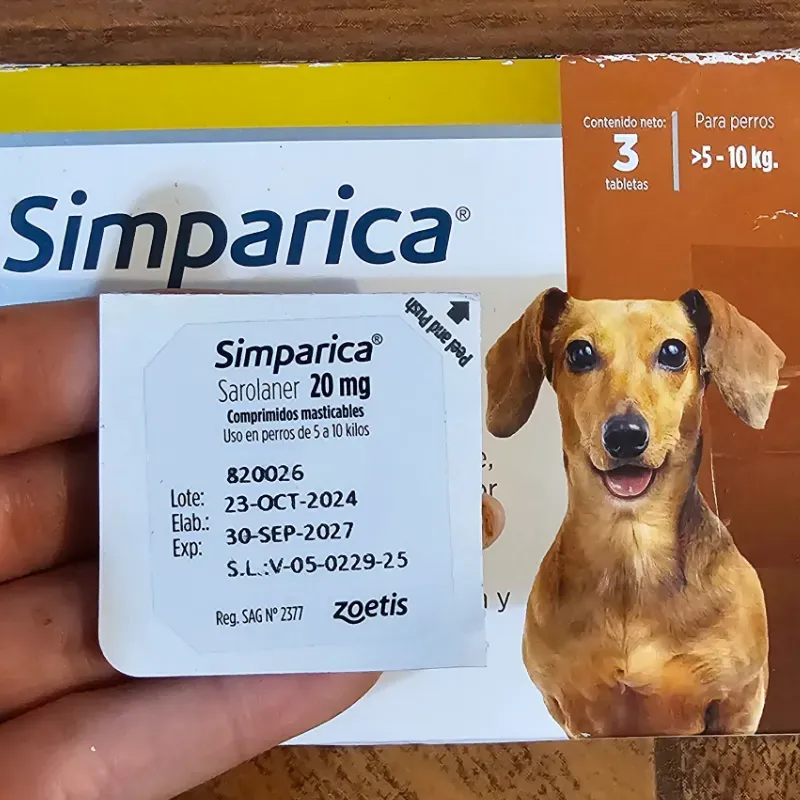 Contenido neto:
3
tabletas
Para perros
>5 - 10 kg.
Simparica®
Peel and Push
Simparica®
Sarolaner 20 mg
Comprimidos masticables
Uso en perros de 5 a 10 kilos
820026
Lote: 23-OCT-2024
Elab.: 30-SEP-2027
Exp: S.L.:V-05-0229-25
Reg. SAG N° 2377 zoetis
y